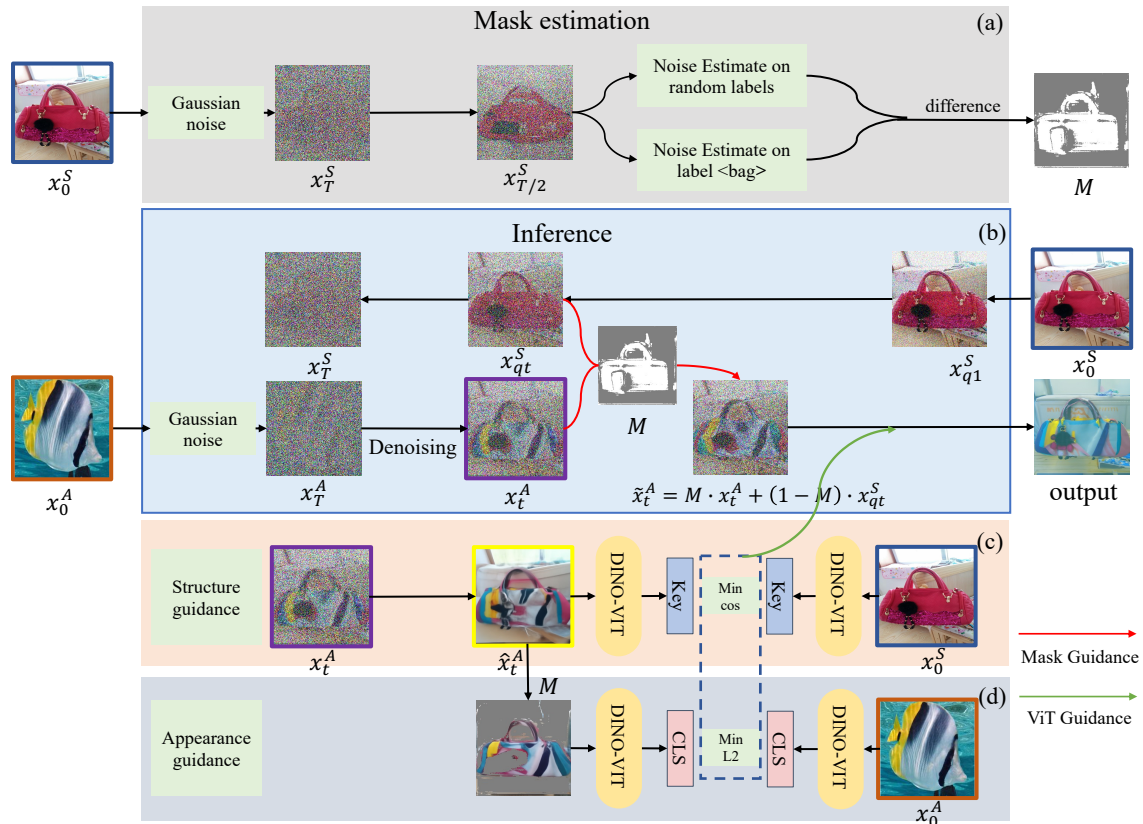 Mask estimation
(a)
Gaussian
noise
Noise Estimate on
random labels
Noise Estimate on
label <bag>
difference
x_0^S
x_T^S
x_{T/2}^S
M
Inference
(b)
x_T^S
x_{qt}^S
x_{q1}^S
x_0^S
M
Gaussian
noise
Denoising
x_0^A
x_T^A
x_t^A
x̃_t^A = M · x_t^A + (1 − M) · x_{qt}^S
output
(c)
Structure
guidance
DINO-VIT
Key
Min
cos
Key
DINO-VIT
x_t^A
x̂_t^A
x_0^S
Mask Guidance
M
(d)
Appearance
guidance
DINO-VIT
CLS
Min
L2
CLS
DINO-VIT
ViT Guidance
x_0^A